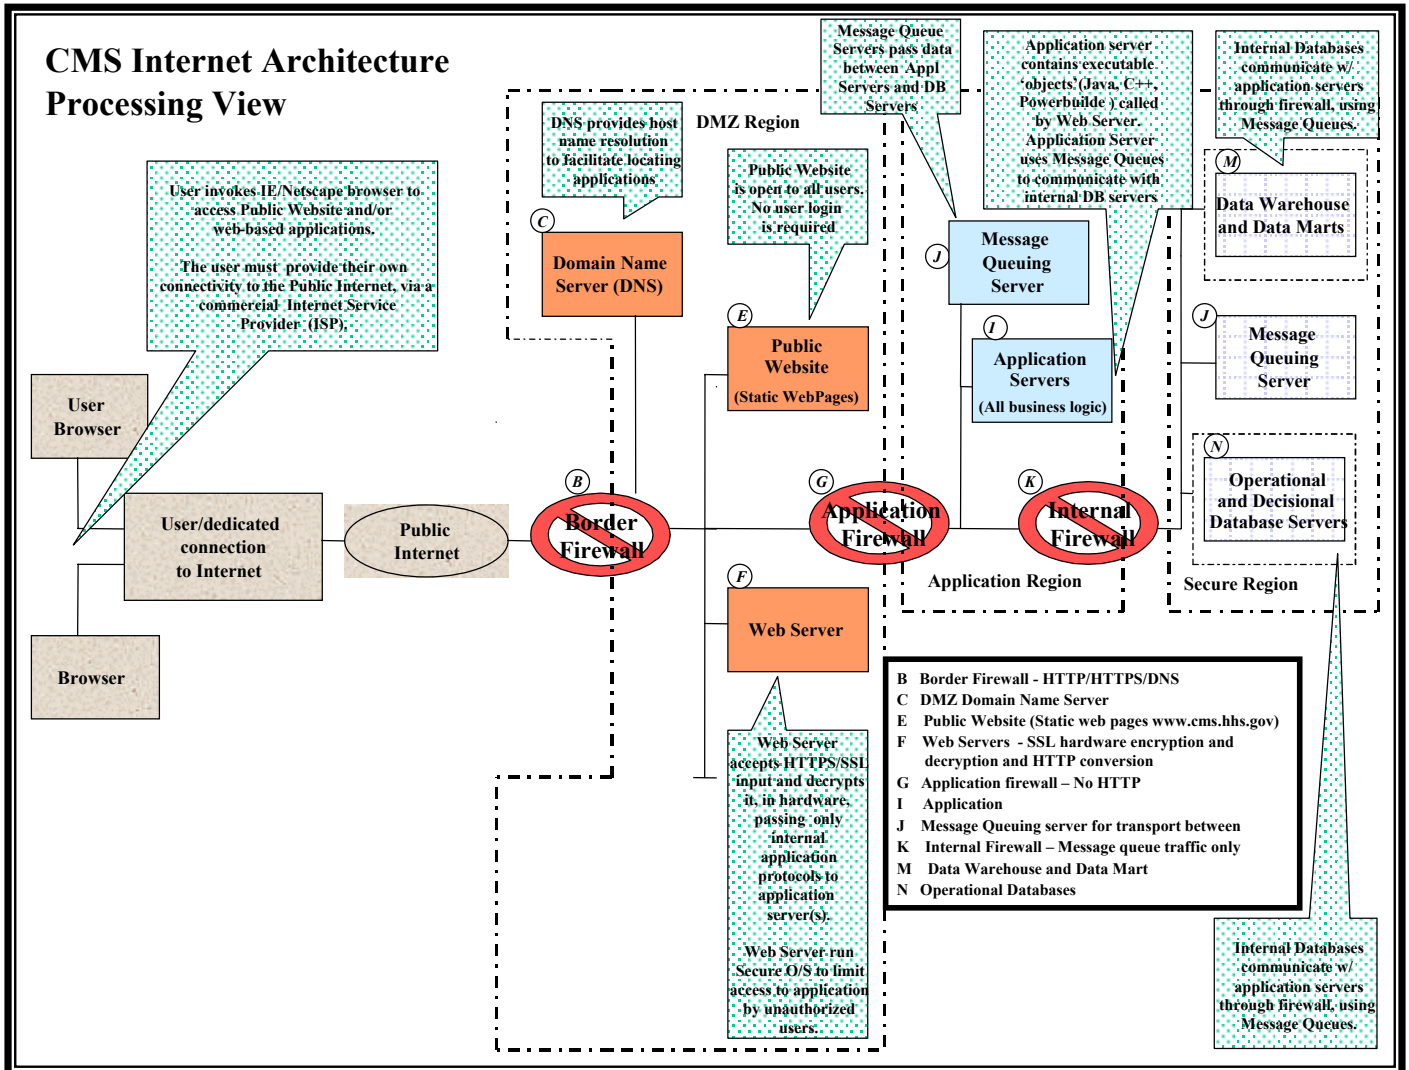 CMS Internet Architecture
Processing View
User invokes IE/Netscape browser to
access Public Website and/or
web-based applications.
The user must provide their own
connectivity to the Public Internet, via a
commercial Internet Service
Provider (ISP).
User
Browser
User/dedicated
connection
to Internet
Browser
Public
Internet
B
Border
Firewall
DMZ Region
DNS provides host
name resolution
to facilitate locating
applications
C
Domain Name
Server (DNS)
Public Website
is open to all users.
No user login
is required
E
Public
Website
(Static WebPages)
F
Web Server
Web Server
accepts HTTPS/SSL
input and decrypts
it, in hardware,
passing only
internal
application
protocols to
application
server(s).
Web Server run
Secure O/S to limit
access to application
by unauthorized
users.
G
Application
Firewall
Message Queue
Servers pass data
between Appl
Servers and DB
Servers
J
Message
Queuing
Server
Application server
contains executable
‘objects’(Java, C++,
Powerbuilde ) called
by Web Server.
Application Server
uses Message Queues
to communicate with
internal DB servers
I
Application
Servers
(All business logic)
Application Region
K
Internal
Firewall
Internal Databases
communicate w/
application servers
through firewall, using
Message Queues.
M
Data Warehouse
and Data Marts
J
Message
Queuing
Server
N
Operational
and Decisional
Database Servers
Secure Region
B Border Firewall - HTTP/HTTPS/DNS
C DMZ Domain Name Server
E Public Website (Static web pages www.cms.hhs.gov)
F Web Servers - SSL hardware encryption and
decryption and HTTP conversion
G Application firewall – No HTTP
I Application
J Message Queuing server for transport between
K Internal Firewall – Message queue traffic only
M Data Warehouse and Data Mart
N Operational Databases
Internal Databases
communicate w/
application servers
through firewall, using
Message Queues.